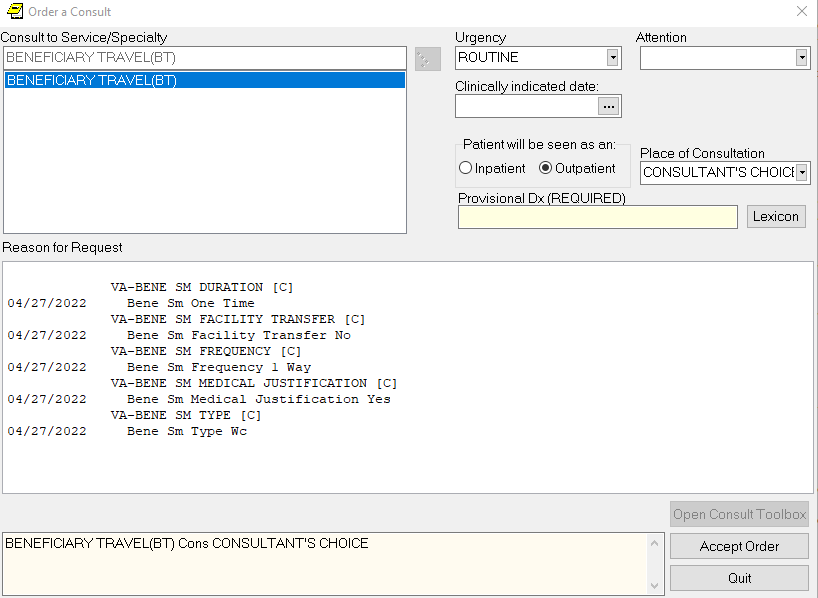 Order a Consult
Consult to Service/Specialty
BENEFICIARY TRAVEL(BT)
BENEFICIARY TRAVEL(BT)
Urgency
ROUTINE
Attention
Clinically indicated date:
...
Patient will be seen as an:
Inpatient
Outpatient
Place of Consultation
CONSULTANT'S CHOICE
Provisional Dx (REQUIRED)
Lexicon
Reason for Request
VA-BENE SM DURATION [C]
04/27/2022 Bene Sm One Time
VA-BENE SM FACILITY TRANSFER [C]
04/27/2022 Bene Sm Facility Transfer No
VA-BENE SM FREQUENCY [C]
04/27/2022 Bene Sm Frequency 1 Way
VA-BENE SM MEDICAL JUSTIFICATION [C]
04/27/2022 Bene Sm Medical Justification Yes
VA-BENE SM TYPE [C]
04/27/2022 Bene Sm Type Wc
Open Consult Toolbox
BENEFICIARY TRAVEL(BT) Cons CONSULTANT'S CHOICE
Accept Order
Quit